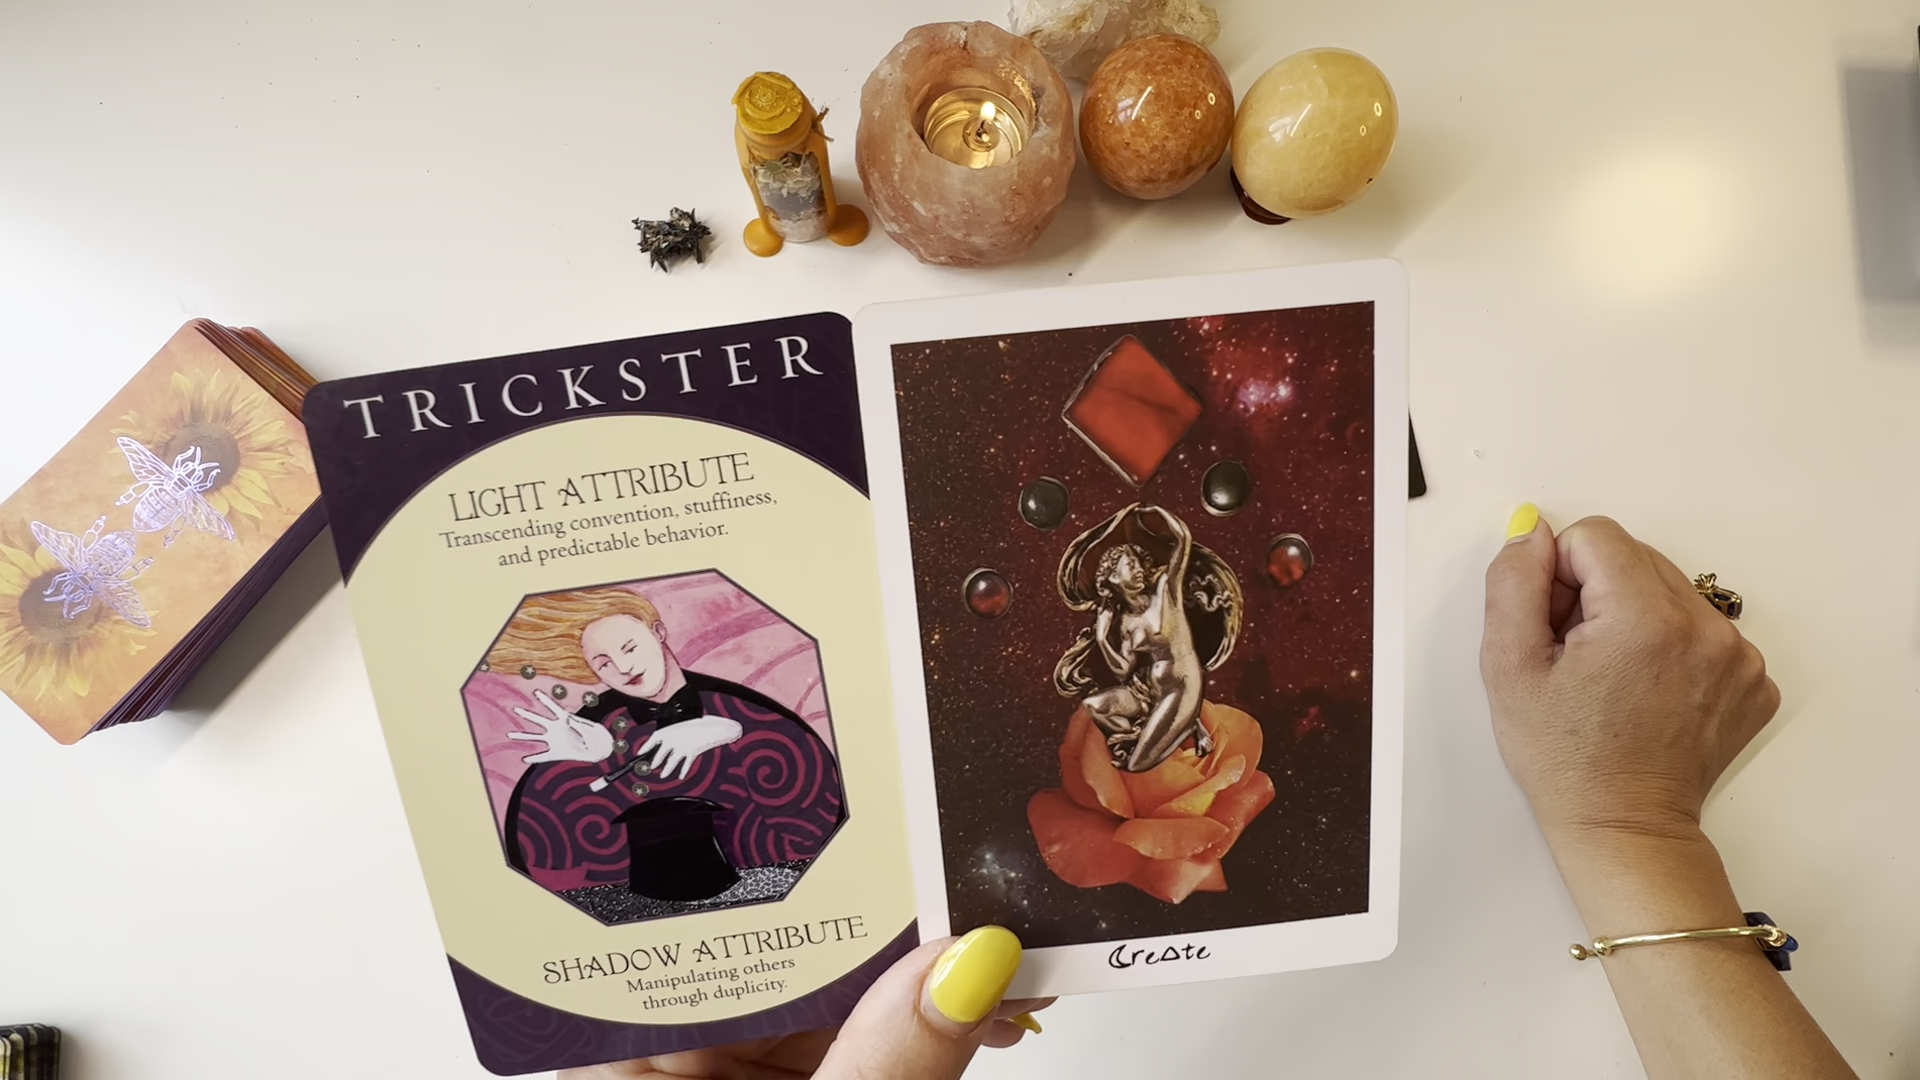 TRICKSTER
LIGHT ATTRIBUTE
Transcending convention, stuffiness,
and predictable behavior.
SHADOW ATTRIBUTE
Manipulating others
through duplicity.
Create